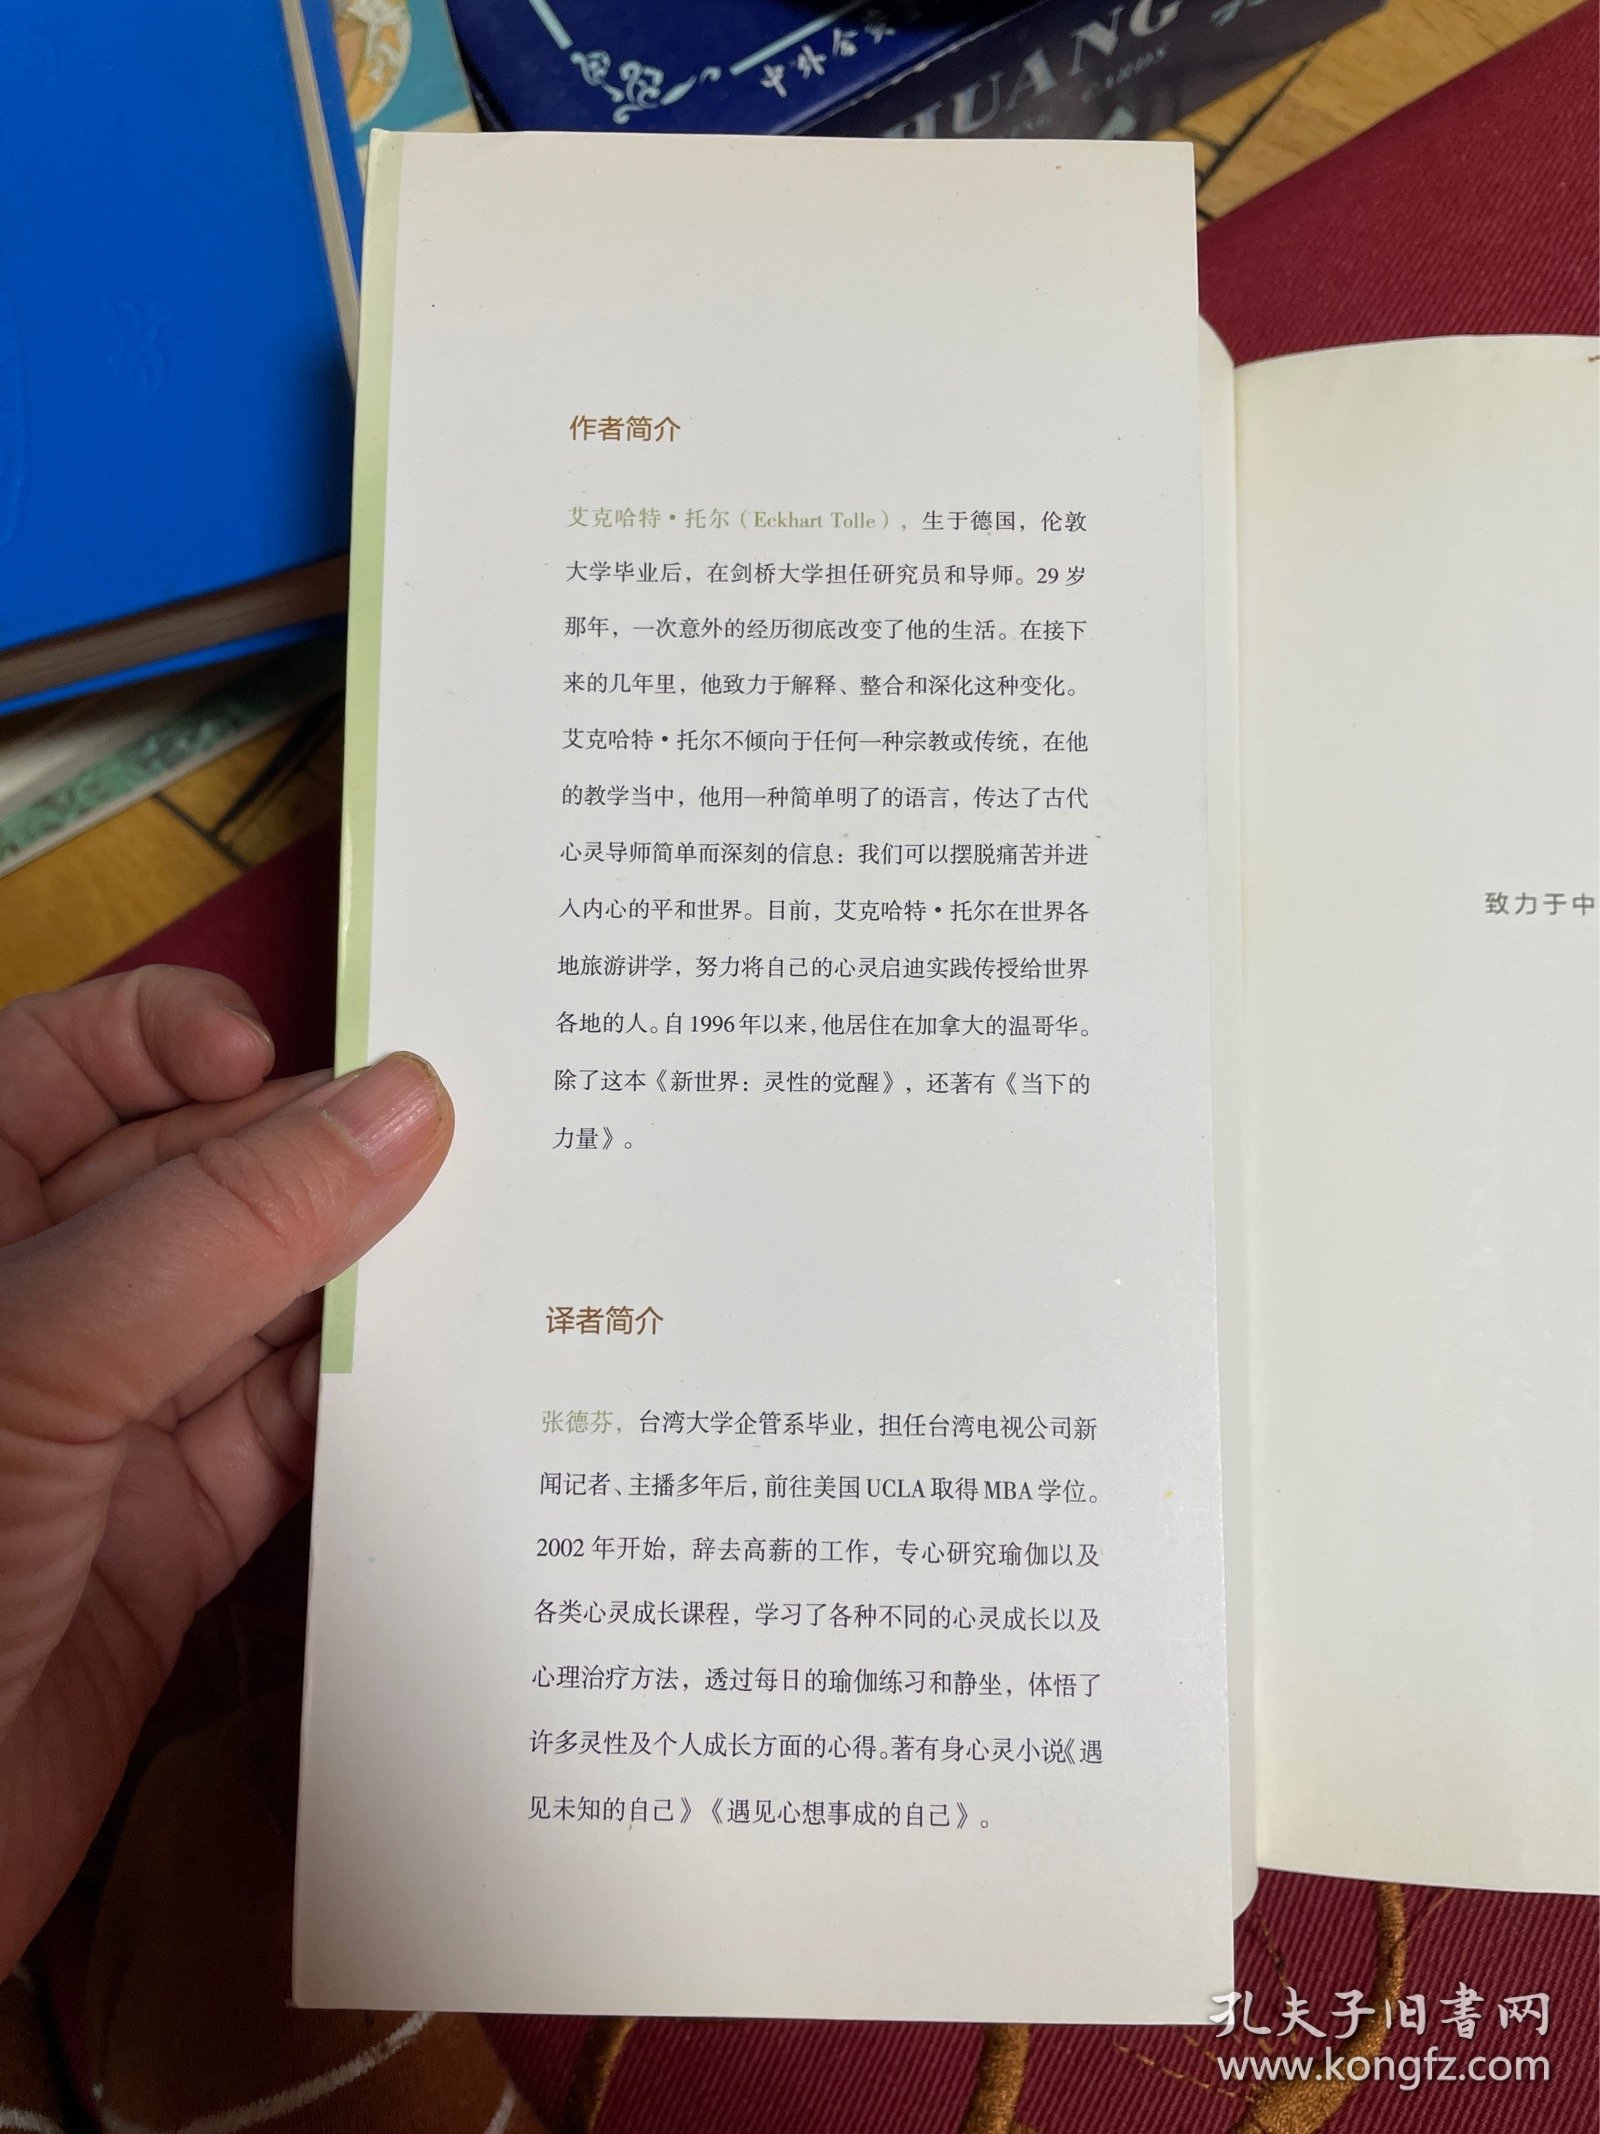 中外合资
HUANG
作者简介
艾克哈特·托尔（Eckhart Tolle），生于德国，伦敦
大学毕业后，在剑桥大学担任研究员和导师。29 岁
那年，一次意外的经历彻底改变了他的生活。在接下
来的几年里，他致力于解释、整合和深化这种变化。
艾克哈特·托尔不倾向于任何一种宗教或传统，在他
的教学当中，他用一种简单明了的语言，传达了古代
心灵导师简单而深刻的信息：我们可以摆脱痛苦并进
入内心的平和世界。目前，艾克哈特·托尔在世界各
地旅游讲学，努力将自己的心灵启迪实践传授给世界
各地的人。自1996年以来，他居住在加拿大的温哥华。
除了这本《新世界：灵性的觉醒》，还著有《当下的
力量》。
译者简介
张德芬，台湾大学企管系毕业，担任台湾电视公司新
闻记者、主播多年后，前往美国UCLA取得MBA学位。
2002 年开始，辞去高薪的工作，专心研究瑜伽以及
各类心灵成长课程，学习了各种不同的心灵成长以及
心理治疗方法，透过每日的瑜伽练习和静坐，体悟了
许多灵性及个人成长方面的心得。著有身心灵小说《遇
见未知的自己》《遇见心想事成的自己》。
致力于中
孔夫子旧書网
www.kongfz.com